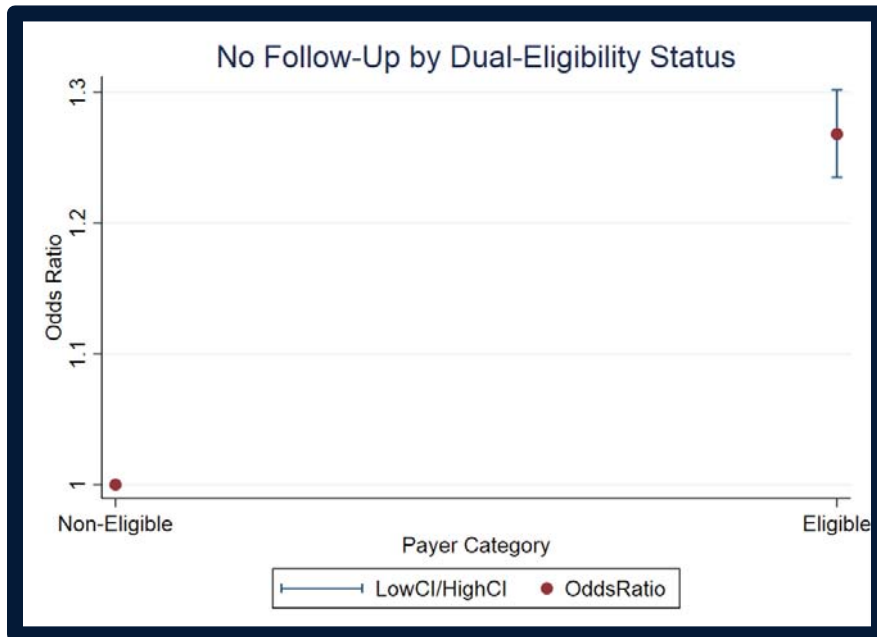 No Follow-Up by Dual-Eligibility Status
1.3
1.2
1.1
1
Odds Ratio
Non-Eligible
Eligible
Payer Category
LowCI/HighCI
OddsRatio